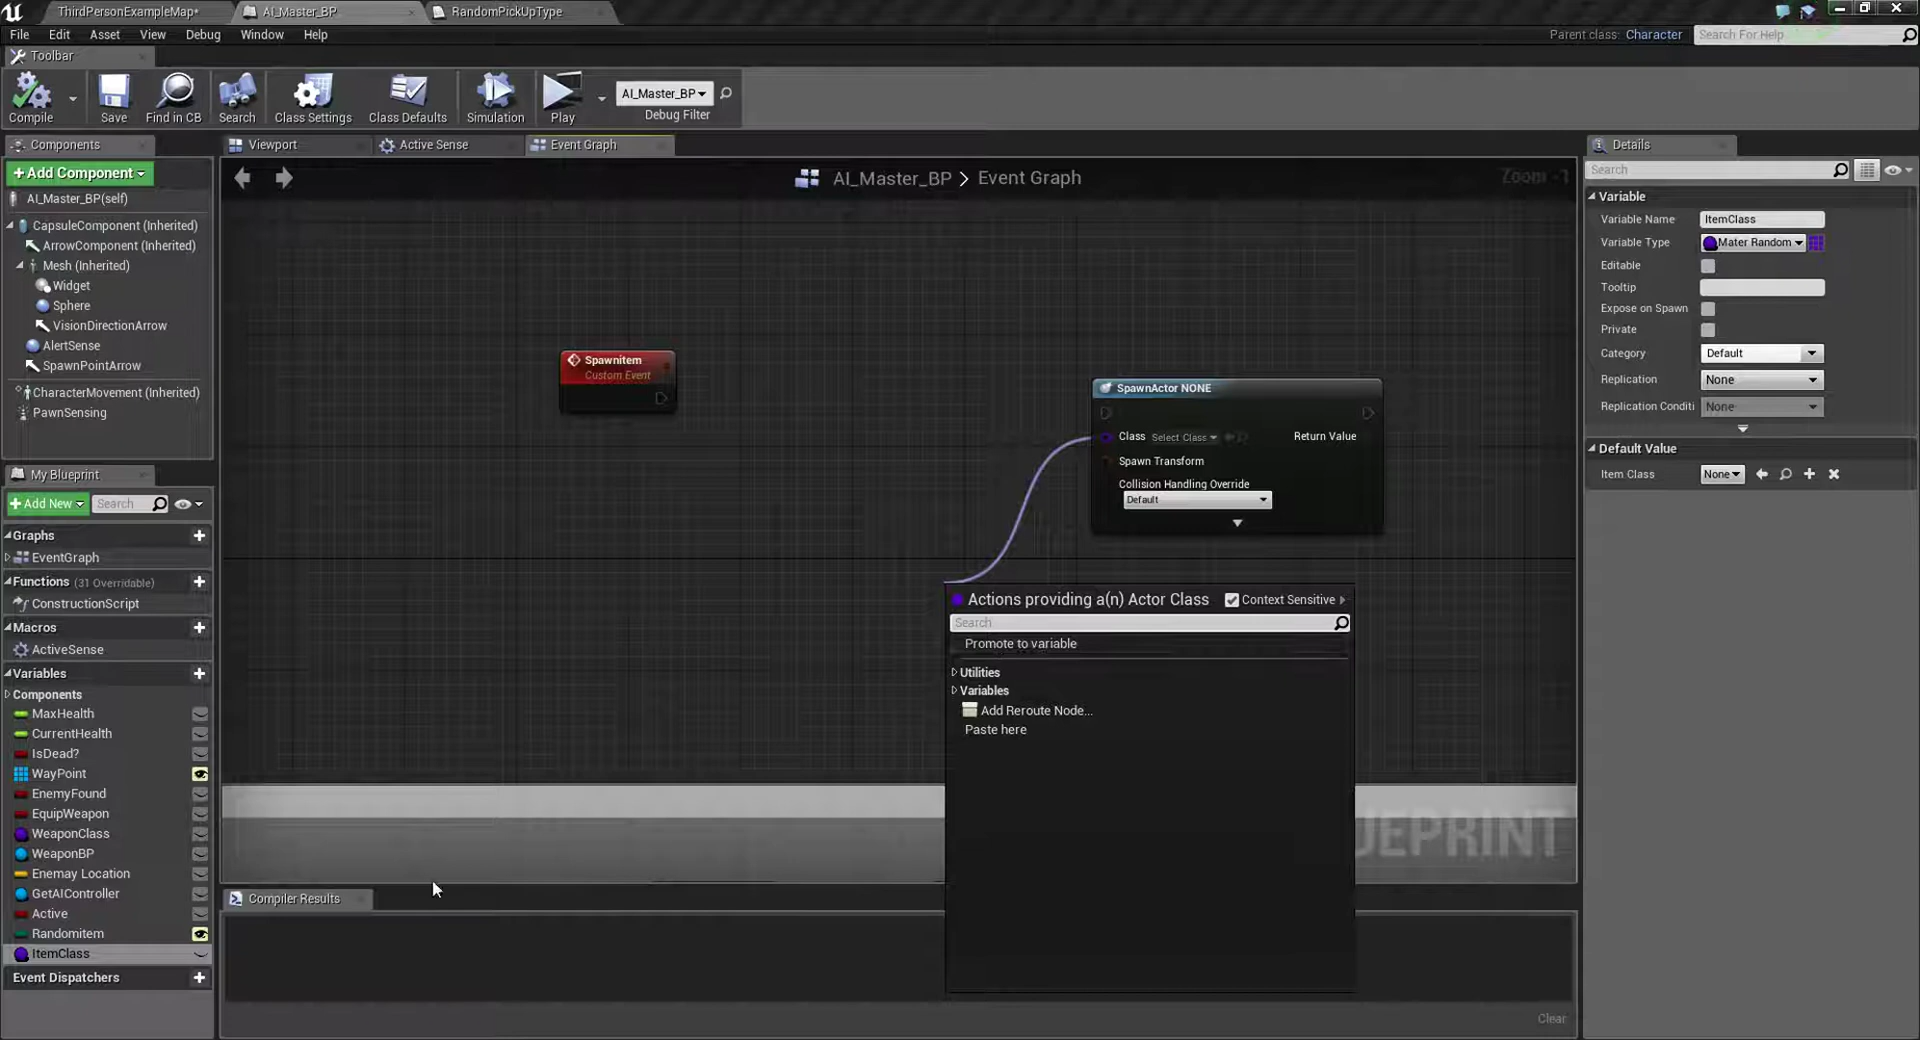 ThirdPersonExampleMap*
AI_Master_BP
RandomPickUpType
File Edit Asset View Debug Window Help
Parent class: Character
Search For Help
Toolbar
Compile
Save
Find in CB
Search
Class Settings
Class Defaults
Simulation
Play
AI_Master_BP
Debug Filter
Components
+Add Component
AI_Master_BP(self)
CapsuleComponent (Inherited)
ArrowComponent (Inherited)
Mesh (Inherited)
Widget
Sphere
VisionDirectionArrow
AlertSense
SpawnPointArrow
CharacterMovement (Inherited)
PawnSensing
My Blueprint
+Add New
Search
Graphs
EventGraph
Functions (31 Overridable)
ConstructionScript
Macros
ActiveSense
Variables
Components
MaxHealth
CurrentHealth
IsDead?
WayPoint
EnemyFound
EquipWeapon
WeaponClass
WeaponBP
Enemay Location
GetAIController
Active
Randomitem
ItemClass
Event Dispatchers
Viewport
Active Sense
Event Graph
AI_Master_BP > Event Graph
Zoom -1
Spawnitem
Custom Event
SpawnActor NONE
Class Select Class
Return Value
Spawn Transform
Collision Handling Override
Default
Actions providing a(n) Actor Class
Context Sensitive
Search
Promote to variable
Utilities
Variables
Add Reroute Node...
Paste here
UEPRINT
Compiler Results
Clear
Details
Search
Variable
Variable Name ItemClass
Variable Type Mater Random
Editable
Tooltip
Expose on Spawn
Private
Category Default
Replication None
Replication Conditi None
Default Value
Item Class None